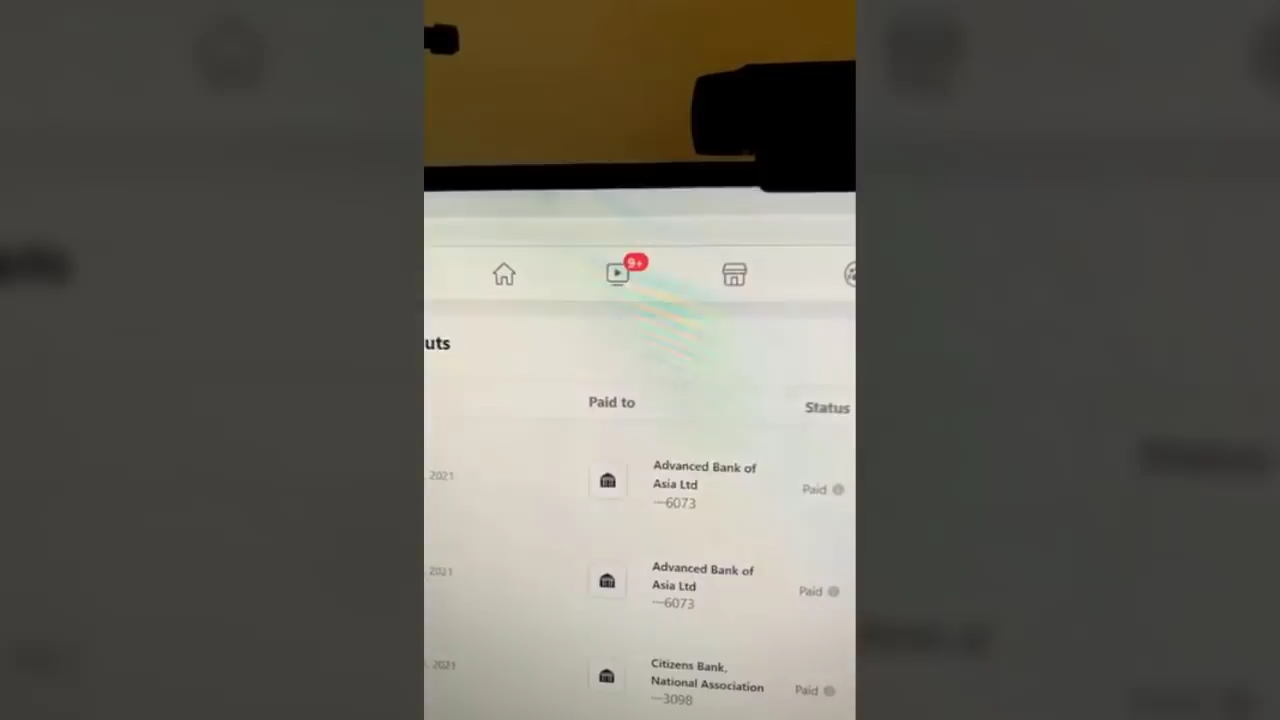 9+
uts
Paid to
Status
2021
Advanced Bank of
Asia Ltd
6073
Paid
2021
Advanced Bank of
Asia Ltd
6073
Paid
2021
Citizens Bank,
National Association
3098
Paid